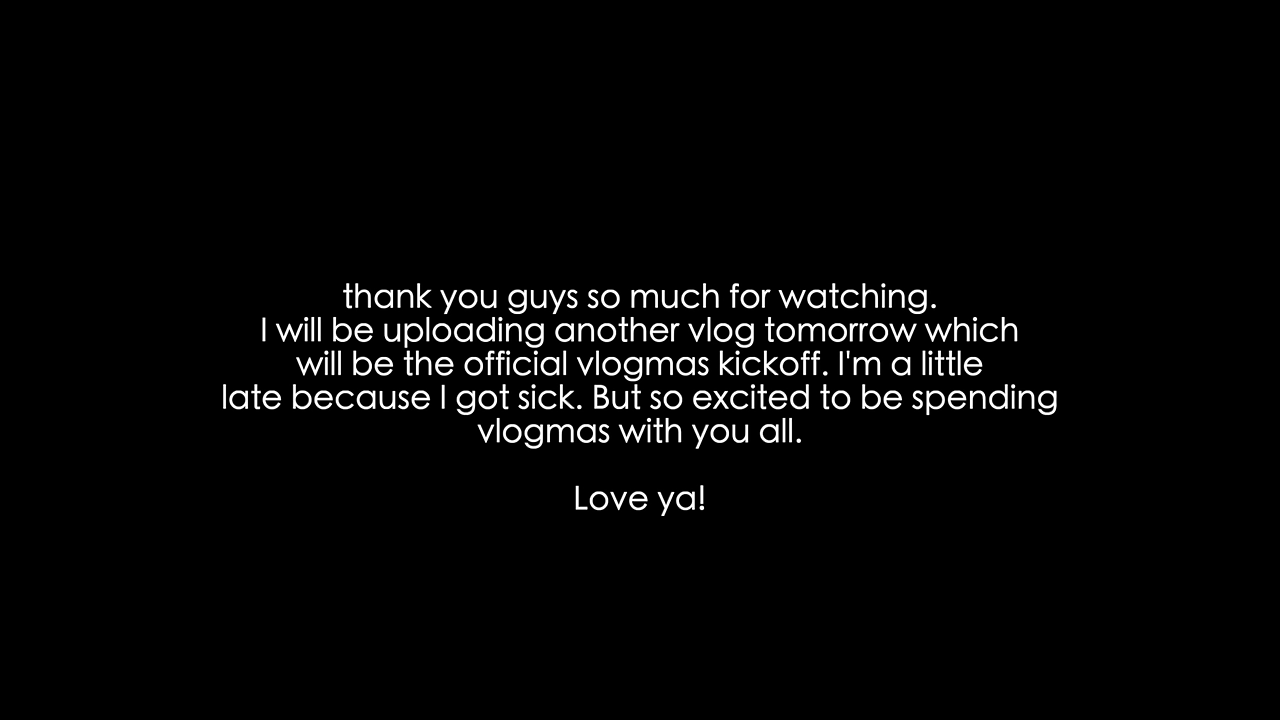 thank you guys so much for watching.
I will be uploading another vlog tomorrow which
will be the official vlogmas kickoff. I'm a little
late because I got sick. But so excited to be spending
vlogmas with you all.
Love ya!